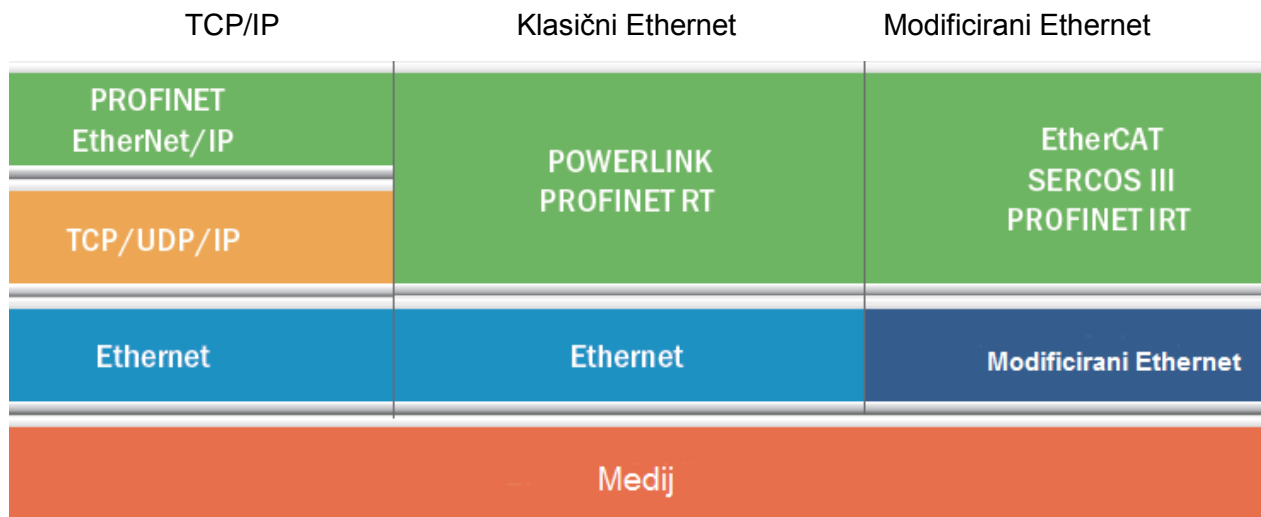 TCP/IP
Klasični Ethernet
Modificirani Ethernet
PROFINET
EtherNet/IP
TCP/UDP/IP
Ethernet
POWERLINK
PROFINET RT
Ethernet
EtherCAT
SERCOS III
PROFINET IRT
Modificirani Ethernet
Medij